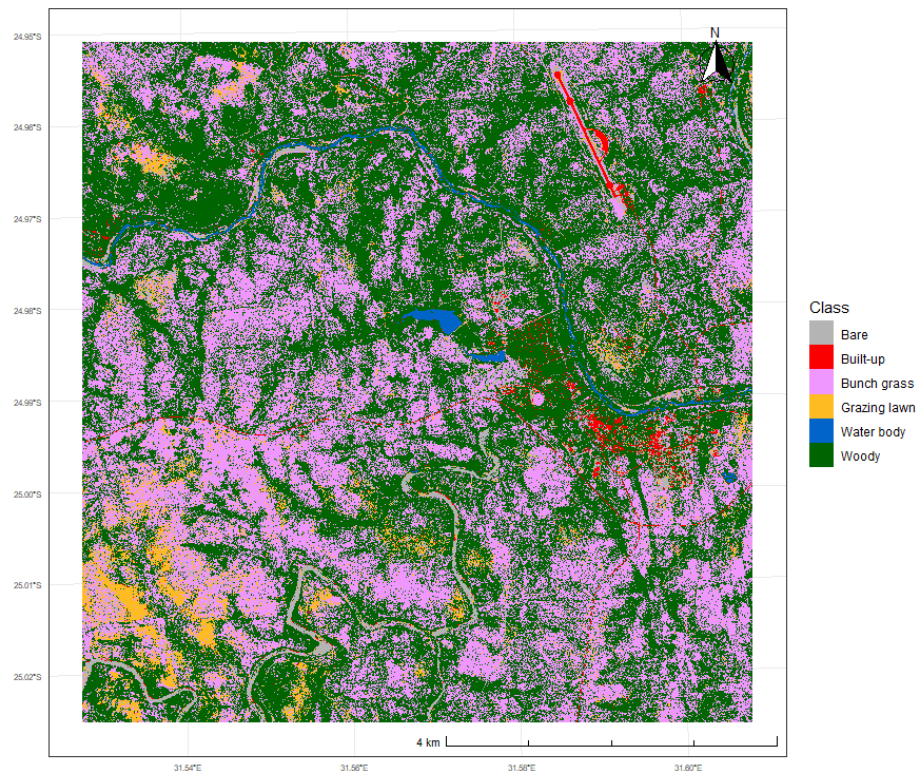 N
24.95°S
24.96°S
24.97°S
24.98°S
24.99°S
25.00°S
25.01°S
25.02°S
Class
Bare
Built-up
Bunch grass
Grazing lawn
Water body
Woody
4 km
31.54°E
31.56°E
31.58°E
31.60°E